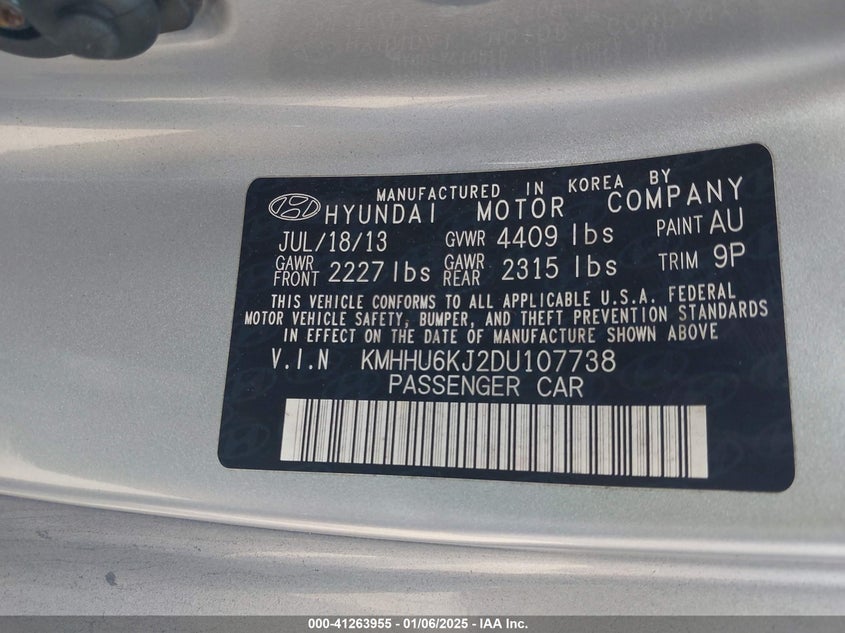 MANUFACTURED IN KOREA BY
HYUNDAI MOTOR COMPANY
JUL/18/13 GVWR 4409 lbs PAINT AU
GAWR FRONT 2227 lbs GAWR REAR 2315 lbs TRIM 9P
THIS VEHICLE CONFORMS TO ALL APPLICABLE U.S.A. FEDERAL
MOTOR VEHICLE SAFETY, BUMPER, AND THEFT PREVENTION STANDARDS
IN EFFECT ON THE DATE OF MANUFACTURE SHOWN ABOVE
V.I.N KMHHU6KJ2DU107738
PASSENGER CAR
000-41263955 - 01/06/2025 - IAA Inc.